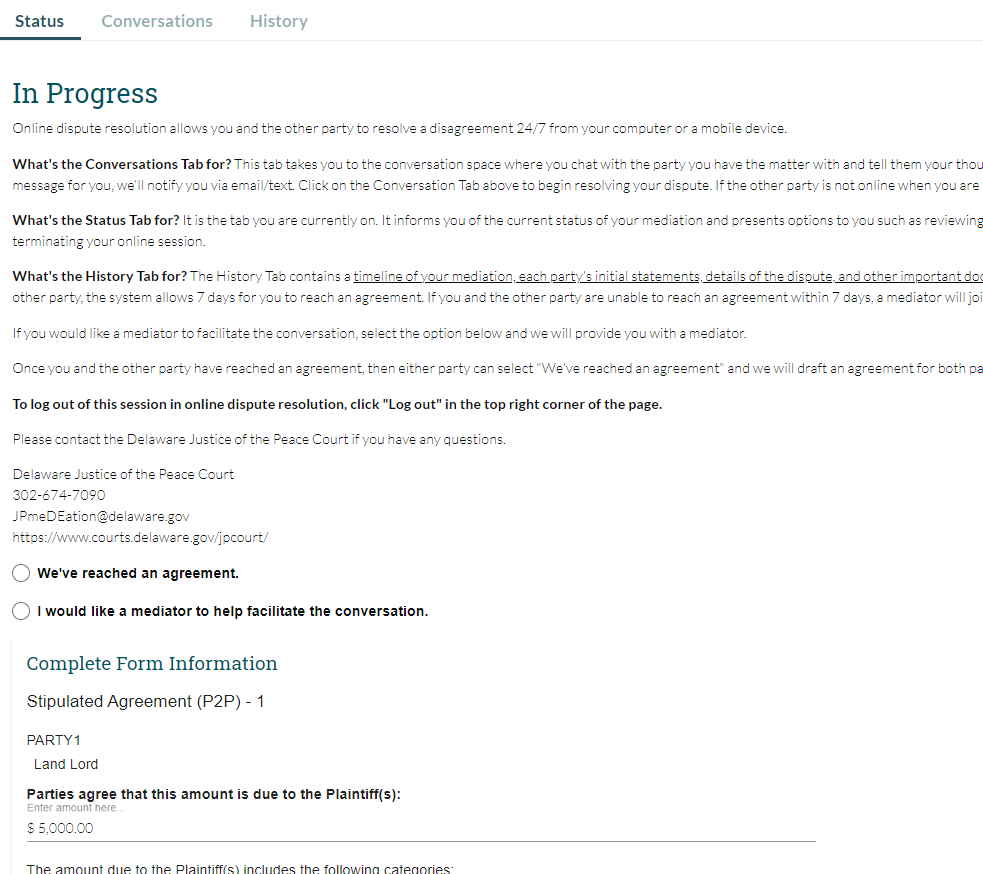 Status Conversations History
In Progress
Online dispute resolution allows you and the other party to resolve a disagreement 24/7 from your computer or a mobile device.
What's the Conversations Tab for? This tab takes you to the conversation space where you chat with the party you have the matter with and tell them your thou
message for you, we'll notify you via email/text. Click on the Conversation Tab above to begin resolving your dispute. If the other party is not online when you are
What's the Status Tab for? It is the tab you are currently on. It informs you of the current status of your mediation and presents options to you such as reviewing
terminating your online session.
What's the History Tab for? The History Tab contains a timeline of your mediation, each party's initial statements, details of the dispute, and other important doc
other party, the system allows 7 days for you to reach an agreement. If you and the other party are unable to reach an agreement within 7 days, a mediator will joi
If you would like a mediator to facilitate the conversation, select the option below and we will provide you with a mediator.
Once you and the other party have reached an agreement, then either party can select "We've reached an agreement" and we will draft an agreement for both pa
To log out of this session in online dispute resolution, click "Log out" in the top right corner of the page.
Please contact the Delaware Justice of the Peace Court if you have any questions.
Delaware Justice of the Peace Court
302-674-7090
JPmeDEation@delaware.gov
https://www.courts.delaware.gov/jpcourt/
We've reached an agreement.
I would like a mediator to help facilitate the conversation.
Complete Form Information
Stipulated Agreement (P2P) - 1
PARTY1
Land Lord
Parties agree that this amount is due to the Plaintiff(s):
Enter amount here...
$ 5,000.00
The amount due to the Plaintiff(s) includes the following categories: